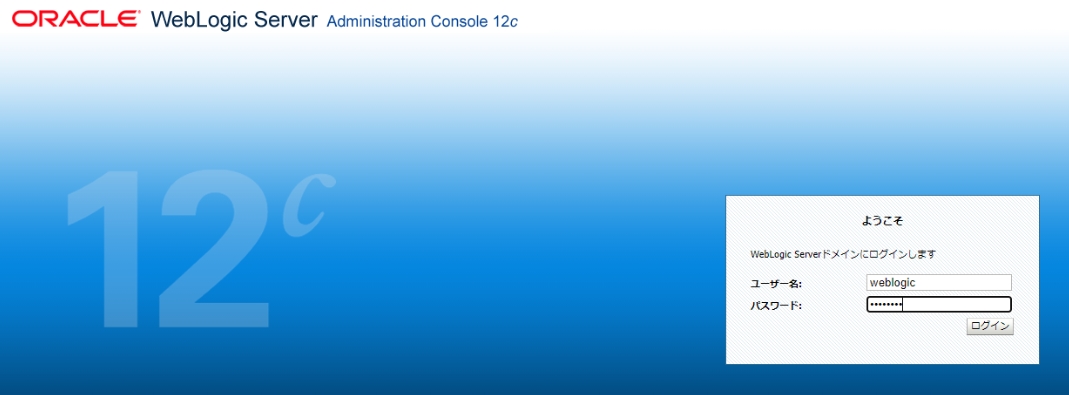 ORACLE WebLogic Server Administration Console 12c
12c
ようこそ
WebLogic Serverドメインにログインします
ユーザー名: weblogic
パスワード: ••••••••
ログイン